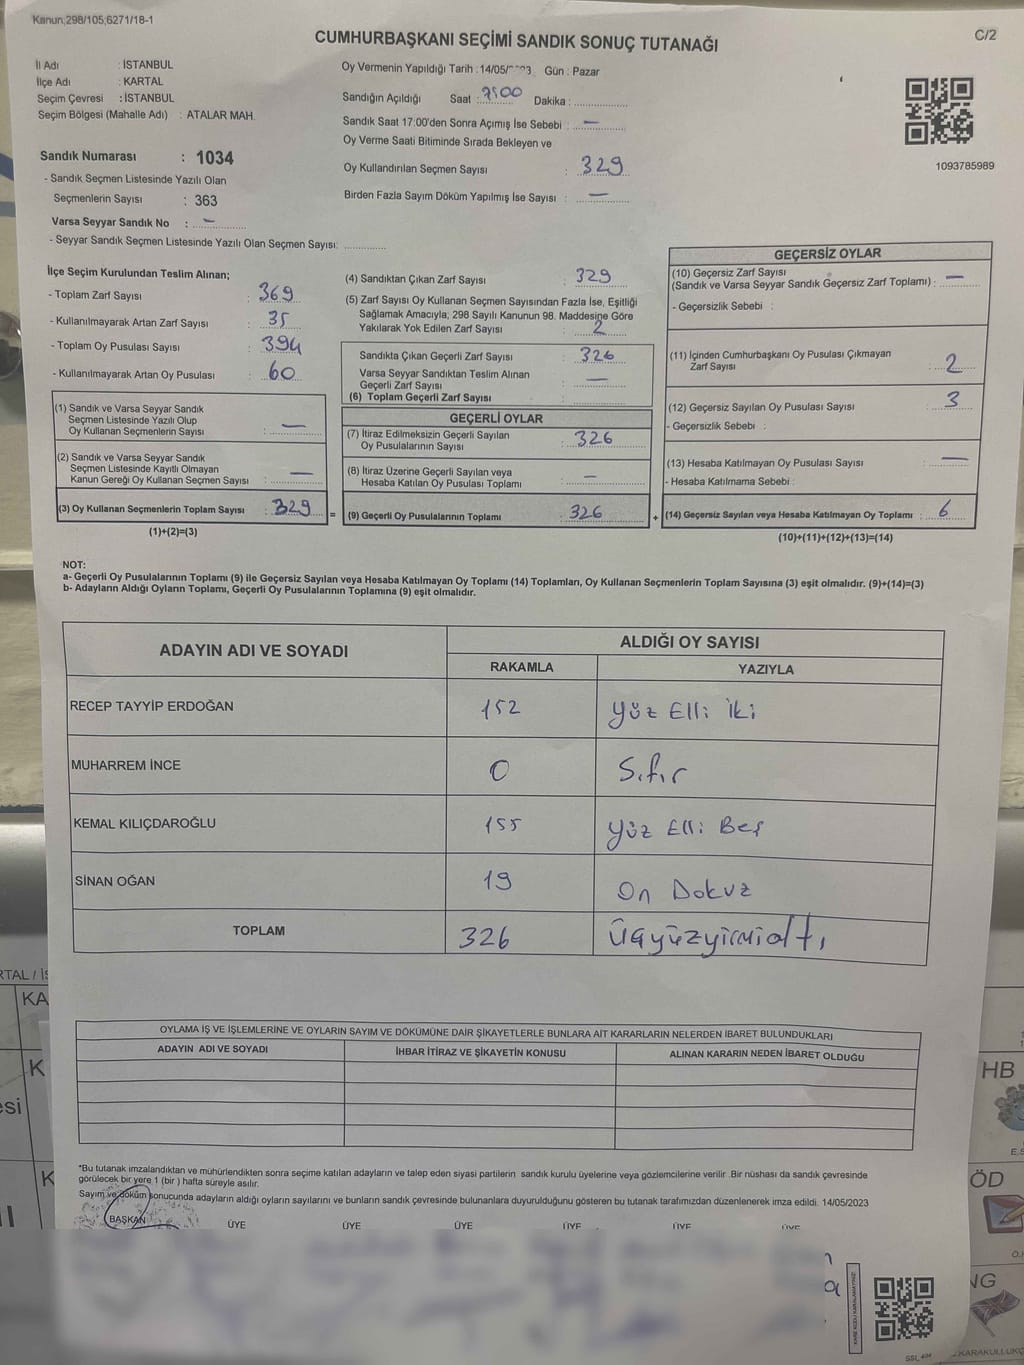 Kanun;298/105;6271/18-1
CUMHURBAŞKANI SEÇİMİ SANDIK SONUÇ TUTANAĞI
C/2
İl Adı : İSTANBUL
İlçe Adı : KARTAL
Seçim Çevresi : İSTANBUL
Seçim Bölgesi (Mahalle Adı) : ATALAR MAH.
Sandık Numarası : 1034
- Sandık Seçmen Listesinde Yazılı Olan
Seçmenlerin Sayısı : 363
Varsa Seyyar Sandık No : —
- Seyyar Sandık Seçmen Listesinde Yazılı Olan Seçmen Sayısı:
Oy Vermenin Yapıldığı Tarih : 14/05/ 23 Gün : Pazar
Sandığın Açıldığı Saat : Dakika :
Sandık Saat 17:00'den Sonra Açımış İse Sebebi : —
Oy Verme Saati Bitiminde Sırada Bekleyen ve
Oy Kullandırılan Seçmen Sayısı : 329
Birden Fazla Sayım Döküm Yapılmış İse Sayısı : —
1093785989
İlçe Seçim Kurulundan Teslim Alınan;
- Toplam Zarf Sayısı : 369
- Kullanılmayarak Artan Zarf Sayısı : 35
- Toplam Oy Pusulası Sayısı : 394
- Kullanılmayarak Artan Oy Pusulası : 60
(1) Sandık ve Varsa Seyyar Sandık
Seçmen Listesinde Yazılı Olup
Oy Kullanan Seçmenlerin Sayısı : —
(2) Sandık ve Varsa Seyyar Sandık
Seçmen Listesinde Kayıtlı Olmayan
Kanun Gereği Oy Kullanan Seçmen Sayısı : —
(3) Oy Kullanan Seçmenlerin Toplam Sayısı : 329
(1)+(2)=(3)
(4) Sandıktan Çıkan Zarf Sayısı : 329
(5) Zarf Sayısı Oy Kullanan Seçmen Sayısından Fazla İse, Eşitliği
Sağlamak Amacıyla; 298 Sayılı Kanunun 98. Maddesine Göre
Yakılarak Yok Edilen Zarf Sayısı : 2
Sandıkta Çıkan Geçerli Zarf Sayısı : 326
Varsa Seyyar Sandıktan Teslim Alınan
Geçerli Zarf Sayısı : —
(6) Toplam Geçerli Zarf Sayısı :
GEÇERLİ OYLAR
(7) İtiraz Edilmeksizin Geçerli Sayılan
Oy Pusulalarının Sayısı : 326
(8) İtiraz Üzerine Geçerli Sayılan veya
Hesaba Katılan Oy Pusulası Toplamı : —
= (9) Geçerli Oy Pusulalarının Toplamı : 326
GEÇERSİZ OYLAR
(10) Geçersiz Zarf Sayısı
(Sandık ve Varsa Seyyar Sandık Geçersiz Zarf Toplamı) : —
- Geçersizlik Sebebi :
(11) İçinden Cumhurbaşkanı Oy Pusulası Çıkmayan
Zarf Sayısı : 2
(12) Geçersiz Sayılan Oy Pusulası Sayısı : 3
- Geçersizlik Sebebi :
(13) Hesaba Katılmayan Oy Pusulası Sayısı : —
- Hesaba Katılmama Sebebi :
+ (14) Geçersiz Sayılan veya Hesaba Katılmayan Oy Toplamı : 6
(10)+(11)+(12)+(13)=(14)
NOT:
a- Geçerli Oy Pusulalarının Toplamı (9) ile Geçersiz Sayılan veya Hesaba Katılmayan Oy Toplamı (14) Toplamları, Oy Kullanan Seçmenlerin Toplam Sayısına (3) eşit olmalıdır. (9)+(14)=(3)
b- Adayların Aldığı Oyların Toplamı, Geçerli Oy Pusulalarının Toplamına (9) eşit olmalıdır.
ADAYIN ADI VE SOYADI
ALDIĞI OY SAYISI
RAKAMLA YAZIYLA
RECEP TAYYİP ERDOĞAN 152 Yüz Elli İki
MUHARREM İNCE 0 Sıfır
KEMAL KILIÇDAROĞLU 155 Yüz Elli Beş
SİNAN OĞAN 19 On Dokuz
TOPLAM 326 Üçyüzyirmialtı
OYLAMA İŞ VE İŞLEMLERİNE VE OYLARIN SAYIM VE DÖKÜMÜNE DAİR ŞİKAYETLERLE BUNLARA AİT KARARLARIN NELERDEN İBARET BULUNDUKLARI
ADAYIN ADI VE SOYADI İHBAR İTİRAZ VE ŞİKAYETİN KONUSU ALINAN KARARIN NEDEN İBARET OLDUĞU
*Bu tutanak imzalandıktan ve mühürlendikten sonra seçime katılan adayların ve talep eden siyasi partilerin sandık kurulu üyelerine veya gözlemcilerine verilir. Bir nüshası da sandık çevresinde
görülecek bir yere 1 (bir ) hafta süreyle asılır.
Sayım ve döküm sonucunda adayların aldığı oyların sayılarını ve bunların sandık çevresinde bulunanlara duyurulduğunu gösteren bu tutanak tarafımızdan düzenlenerek imza edildi. 14/05/2023
BAŞKAN ÜYE ÜYE ÜYE ÜYE ÜYE ÜYE
RTAL / İS
KA
K
esi
K
HB
ÖD
NG
KARAKULLUKÇ